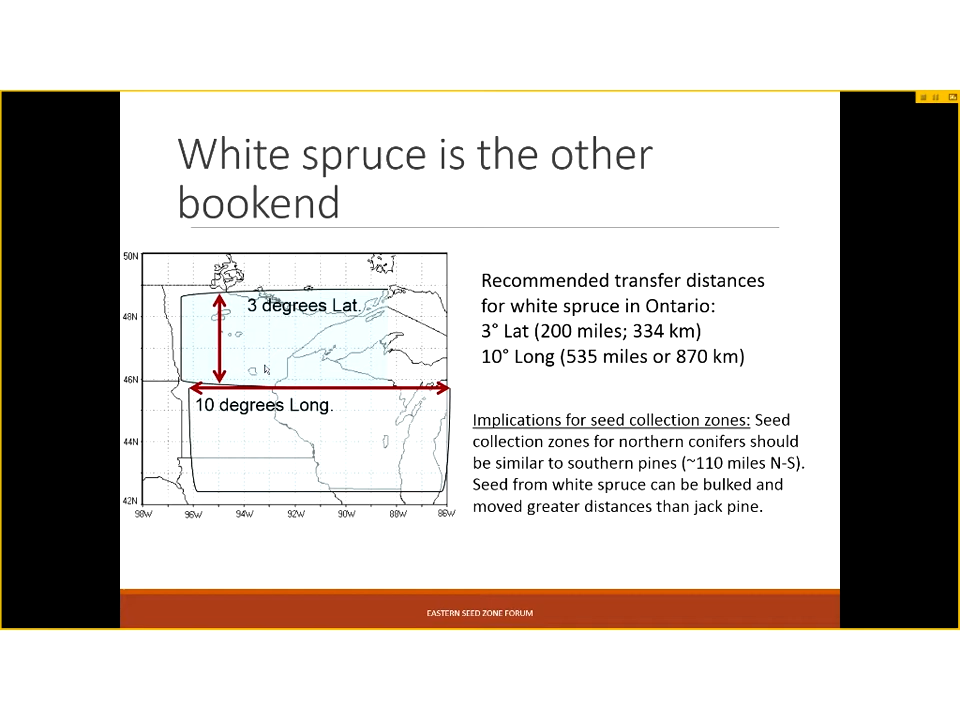 White spruce is the other
bookend
50N
48N
46N
44N
42N
98W
96W
94W
92W
90W
88W
86W
3 degrees Lat.
10 degrees Long.
Recommended transfer distances
for white spruce in Ontario:
3° Lat (200 miles; 334 km)
10° Long (535 miles or 870 km)
Implications for seed collection zones: Seed
collection zones for northern conifers should
be similar to southern pines (~110 miles N-S).
Seed from white spruce can be bulked and
moved greater distances than jack pine.
EASTERN SEED ZONE FORUM